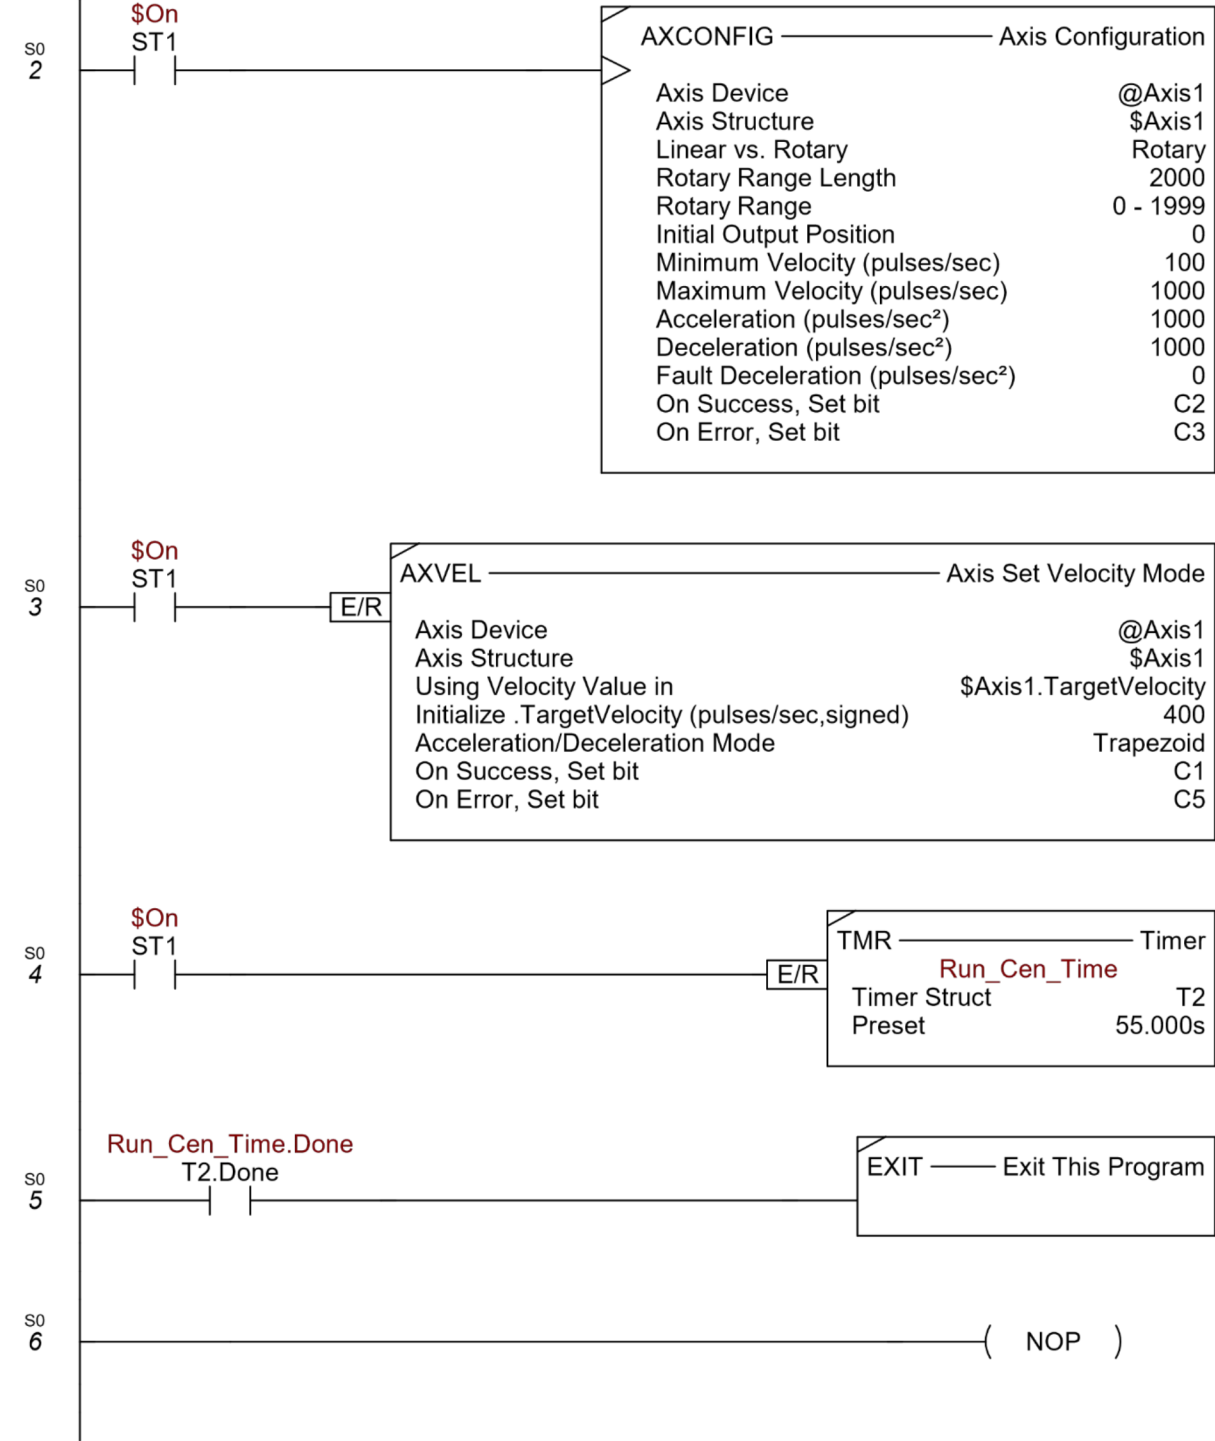 $On
ST1
S0
2
AXCONFIG Axis Configuration
Axis Device @Axis1
Axis Structure $Axis1
Linear vs. Rotary Rotary
Rotary Range Length 2000
Rotary Range 0 - 1999
Initial Output Position 0
Minimum Velocity (pulses/sec) 100
Maximum Velocity (pulses/sec) 1000
Acceleration (pulses/sec²) 1000
Deceleration (pulses/sec²) 1000
Fault Deceleration (pulses/sec²) 0
On Success, Set bit C2
On Error, Set bit C3
$On
ST1
S0
3
E/R
AXVEL Axis Set Velocity Mode
Axis Device @Axis1
Axis Structure $Axis1
Using Velocity Value in $Axis1.TargetVelocity
Initialize .TargetVelocity (pulses/sec,signed) 400
Acceleration/Deceleration Mode Trapezoid
On Success, Set bit C1
On Error, Set bit C5
$On
ST1
S0
4
E/R
TMR Timer
Run_Cen_Time
Timer Struct T2
Preset 55.000s
Run_Cen_Time.Done
T2.Done
S0
5
EXIT Exit This Program
S0
6
( NOP )